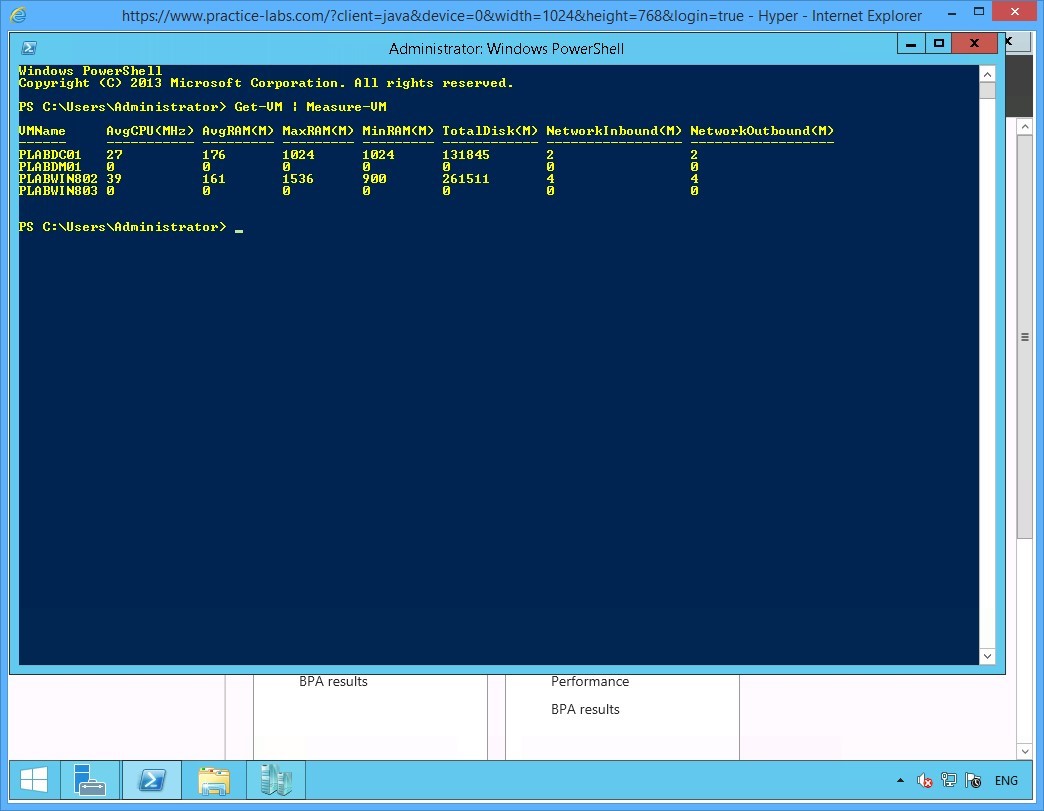 https://www.practice-labs.com/?client=java&device=0&width=1024&height=768&login=true - Hyper - Internet Explorer
Administrator: Windows PowerShell
Windows PowerShell
Copyright (C) 2013 Microsoft Corporation. All rights reserved.
PS C:\Users\Administrator> Get-VM | Measure-VM
VMName AvgCPU(MHz) AvgRAM(M) MaxRAM(M) MinRAM(M) TotalDisk(M) NetworkInbound(M) NetworkOutbound(M)
------ ----------- --------- --------- --------- ------------ ----------------- ------------------
PLABDC01 27 176 1024 1024 131845 2 2
PLABDM01 0 0 0 0 0 0 0
PLABWIN802 39 161 1536 900 261511 4 4
PLABWIN803 0 0 0 0 0 0 0
PS C:\Users\Administrator> _
BPA results Performance
BPA results
ENG